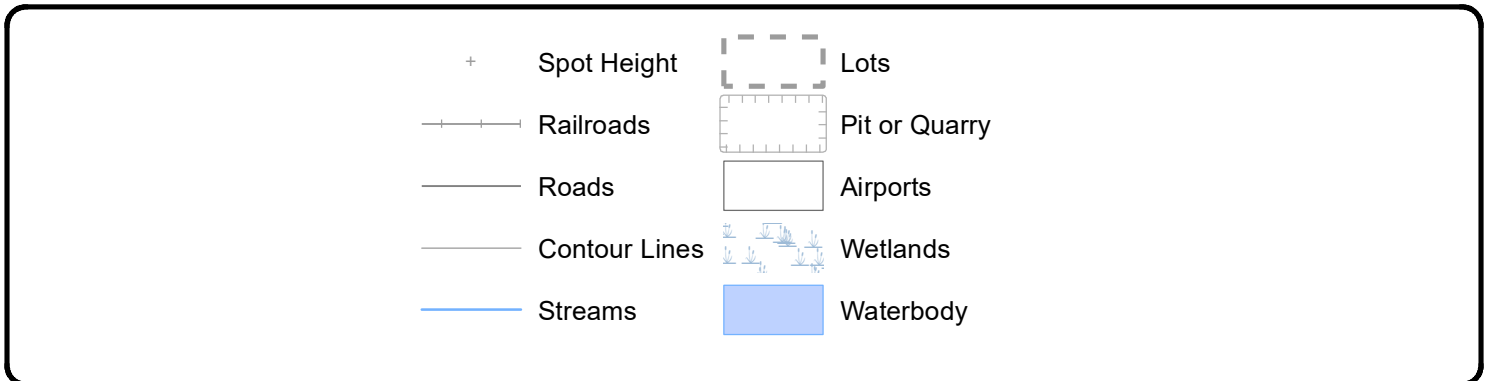 Spot Height
Railroads
Roads
Contour Lines
Streams
Lots
Pit or Quarry
Airports
Wetlands
Waterbody